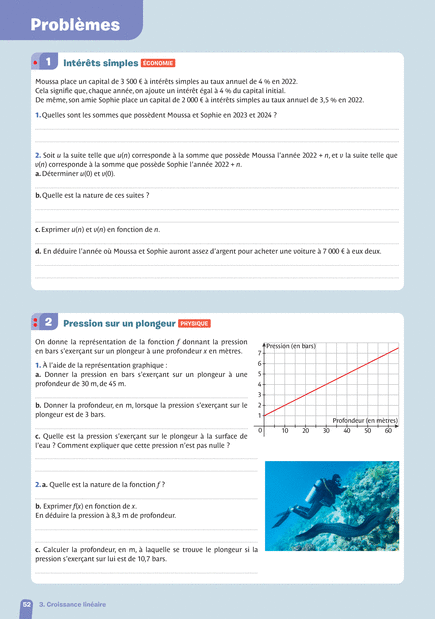 Problèmes
1 Intérêts simples ÉCONOMIE
Moussa place un capital de 3 500 € à intérêts simples au taux annuel de 4 % en 2022.
Cela signifie que, chaque année, on ajoute un intérêt égal à 4 % du capital initial.
De même, son amie Sophie place un capital de 2 000 € à intérêts simples au taux annuel de 3,5 % en 2022.
1. Quelles sont les sommes que possèdent Moussa et Sophie en 2023 et 2024 ?
2. Soit u la suite telle que u(n) corresponde à la somme que possède Moussa l'année 2022 + n, et v la suite telle que
v(n) corresponde à la somme que possède Sophie l'année 2022 + n.
a. Déterminer u(0) et v(0).
b. Quelle est la nature de ces suites ?
c. Exprimer u(n) et v(n) en fonction de n.
d. En déduire l'année où Moussa et Sophie auront assez d'argent pour acheter une voiture à 7 000 € à eux deux.
2 Pression sur un plongeur PHYSIQUE
On donne la représentation de la fonction f donnant la pression
en bars s'exerçant sur un plongeur à une profondeur x en mètres.
1. À l'aide de la représentation graphique :
a. Donner la pression en bars s'exerçant sur un plongeur à une
profondeur de 30 m, de 45 m.
b. Donner la profondeur, en m, lorsque la pression s'exerçant sur le
plongeur est de 3 bars.
c. Quelle est la pression s'exerçant sur le plongeur à la surface de
l'eau ? Comment expliquer que cette pression n'est pas nulle ?
2. a. Quelle est la nature de la fonction f ?
b. Exprimer f(x) en fonction de x.
En déduire la pression à 8,3 m de profondeur.
c. Calculer la profondeur, en m, à laquelle se trouve le plongeur si la
pression s'exerçant sur lui est de 10,7 bars.
Pression (en bars)
7
6
5
4
3
2
1
Profondeur (en mètres)
0 10 20 30 40 50 60
52 3. Croissance linéaire